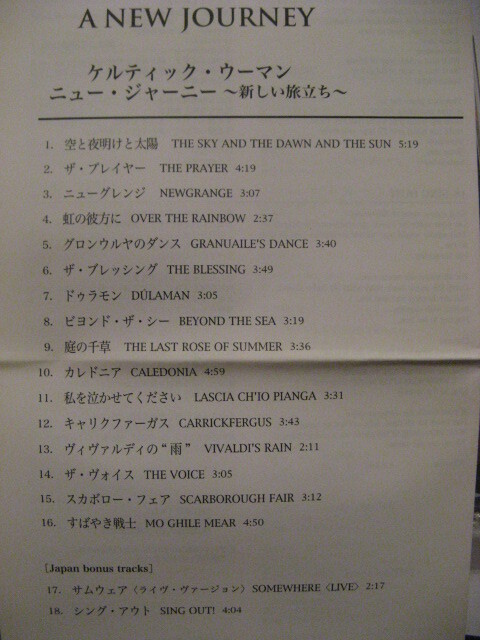 A NEW JOURNEY
ケルティック・ウーマン
ニュー・ジャーニー ～新しい旅立ち～
1. 空と夜明けと太陽 THE SKY AND THE DAWN AND THE SUN 5:19
2. ザ・プレイヤー THE PRAYER 4:19
3. ニューグレンジ NEWGRANGE 3:07
4. 虹の彼方に OVER THE RAINBOW 2:37
5. グロンウルヤのダンス GRANUAILE'S DANCE 3:40
6. ザ・ブレッシング THE BLESSING 3:49
7. ドゥラモン DÚLAMAN 3:05
8. ビヨンド・ザ・シー BEYOND THE SEA 3:19
9. 庭の千草 THE LAST ROSE OF SUMMER 3:36
10. カレドニア CALEDONIA 4:59
11. 私を泣かせてください LASCIA CH'IO PIANGA 3:31
12. キャリクファーガス CARRICKFERGUS 3:43
13. ヴィヴァルディの“雨” VIVALDI'S RAIN 2:11
14. ザ・ヴォイス THE VOICE 3:05
15. スカボロー・フェア SCARBOROUGH FAIR 3:12
16. すばやき戦士 MO GHILE MEAR 4:50
［Japan bonus tracks］
17. サムウェア〈ライヴ・ヴァージョン〉 SOMEWHERE〈LIVE〉 2:17
18. シング・アウト SING OUT! 4:04